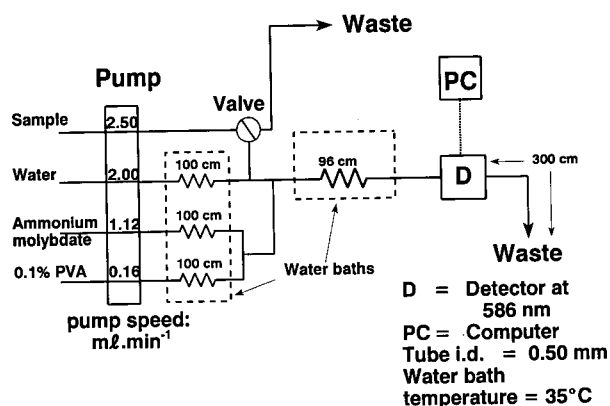 Waste
Pump
PC
Valve
Sample
2.50
100 cm
96 cm
300 cm
Water
2.00
D
100 cm
Ammonium
molybdate
1.12
Waste
100 cm
Water baths
0.1% PVA
0.16
D = Detector at
586 nm
pump speed:
mℓ.min⁻¹
PC = Computer
Tube i.d. = 0.50 mm
Water bath
temperature = 35°C